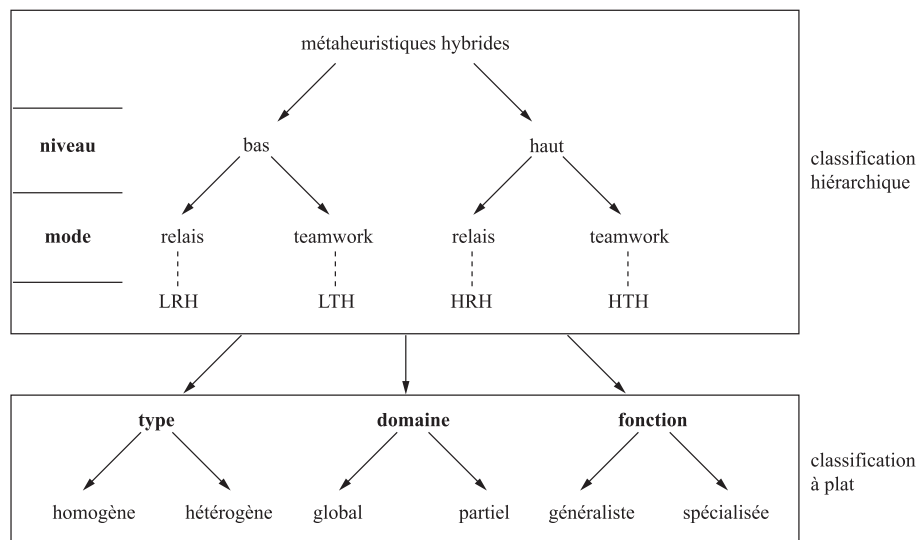 métaheuristiques hybrides
niveau
bas
haut
classification
hiérarchique
mode
relais
teamwork
relais
teamwork
LRH
LTH
HRH
HTH
type
domaine
fonction
classification
à plat
homogène
hétérogène
global
partiel
généraliste
spécialisée